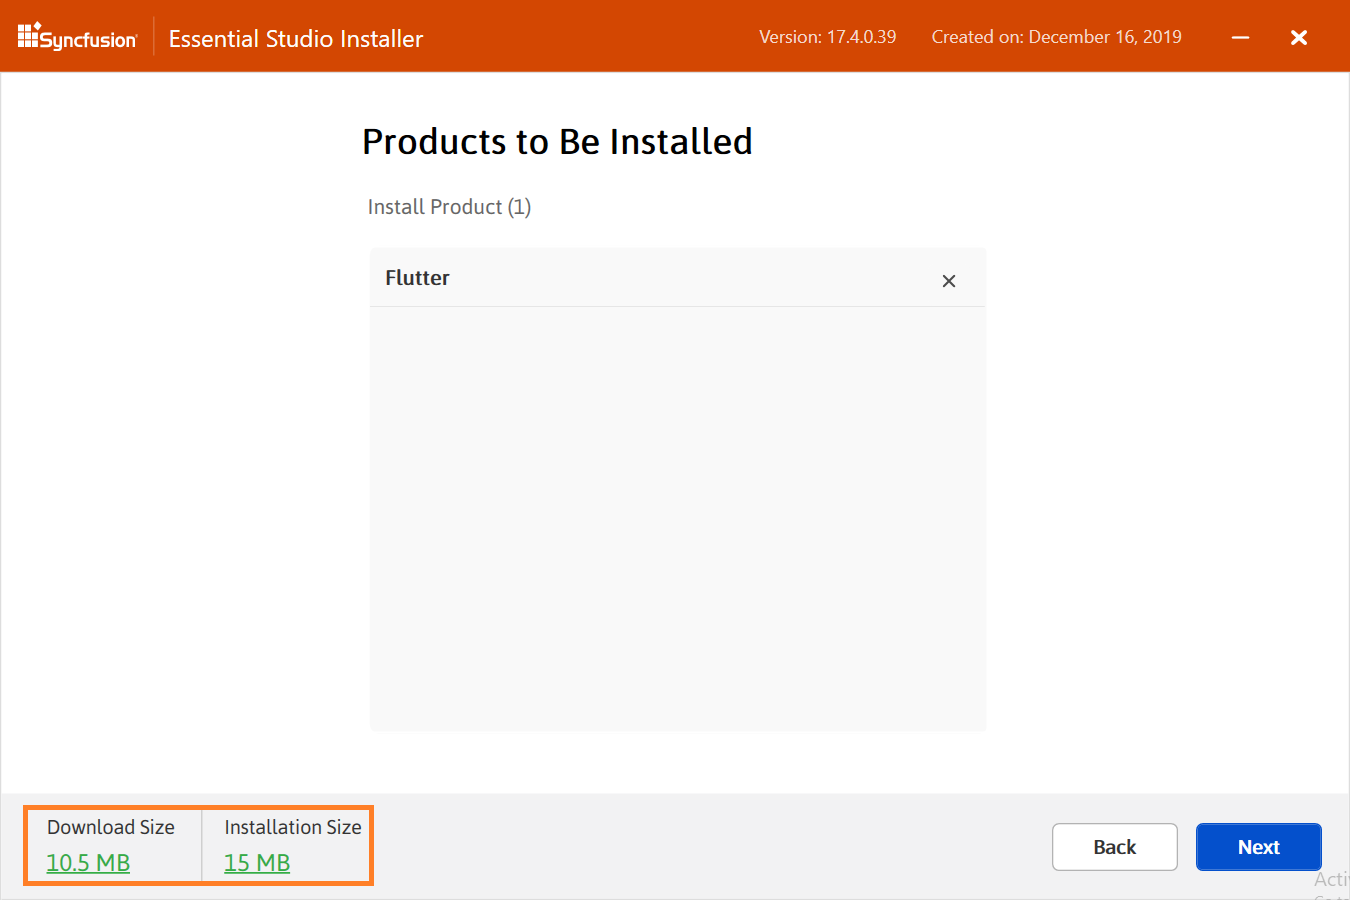 Syncfusion
Essential Studio Installer
Version: 17.4.0.39
Created on: December 16, 2019
Products to Be Installed
Install Product (1)
Flutter
Download Size
Installation Size
10.5 MB
15 MB
Back
Next